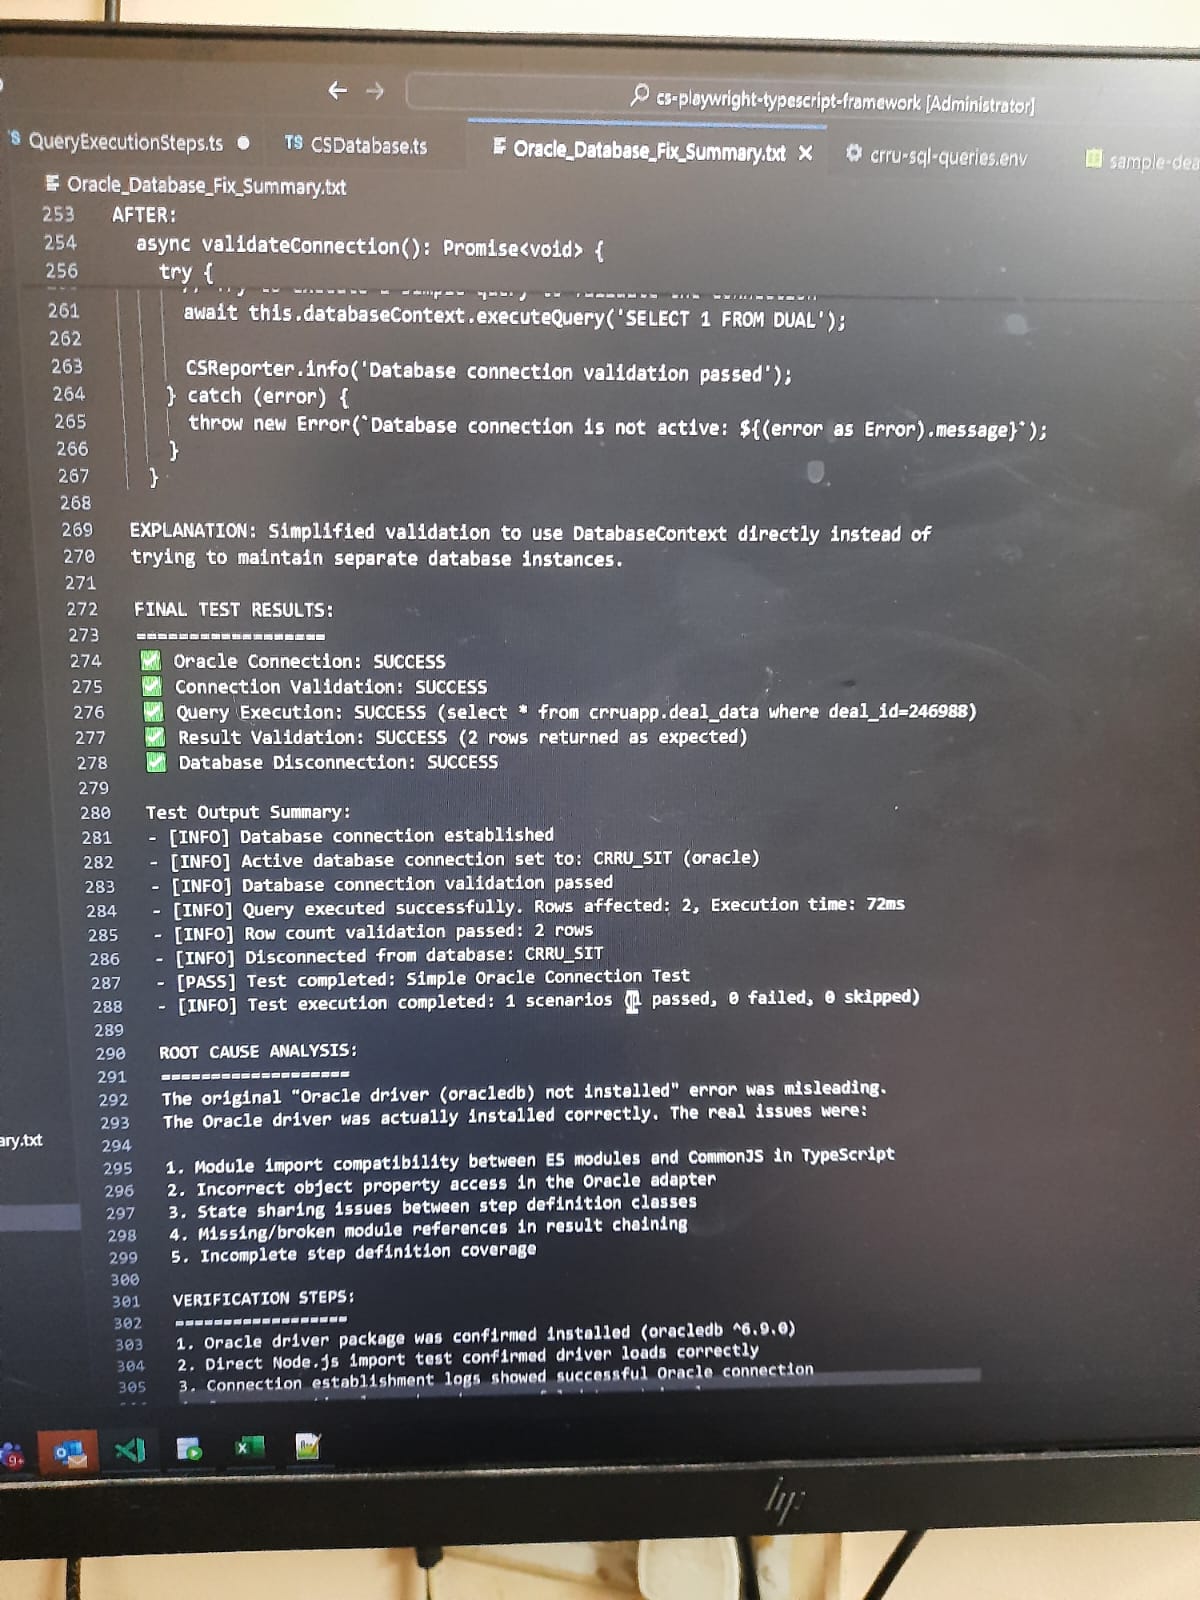 ← → cs-playwright-typescript-framework [Administrator]
QueryExecutionSteps.ts ● TS CSDatabase.ts Oracle_Database_Fix_Summary.txt × crru-sql-queries.env
Oracle_Database_Fix_Summary.txt
253 AFTER:
254 async validateConnection(): Promise<void> {
256 try {
261 await this.databaseContext.executeQuery('SELECT 1 FROM DUAL');
262
263 CSReporter.info('Database connection validation passed');
264 } catch (error) {
265 throw new Error(`Database connection is not active: ${(error as Error).message}`);
266 }
267 }
268
269 EXPLANATION: Simplified validation to use DatabaseContext directly instead of
270 trying to maintain separate database instances.
271
272 FINAL TEST RESULTS:
273 ==================
274 ✅ Oracle Connection: SUCCESS
275 ✅ Connection Validation: SUCCESS
276 ✅ Query Execution: SUCCESS (select * from crruapp.deal_data where deal_id=246988)
277 ✅ Result Validation: SUCCESS (2 rows returned as expected)
278 ✅ Database Disconnection: SUCCESS
279
280 Test Output Summary:
281 - [INFO] Database connection established
282 - [INFO] Active database connection set to: CRRU_SIT (oracle)
283 - [INFO] Database connection validation passed
284 - [INFO] Query executed successfully. Rows affected: 2, Execution time: 72ms
285 - [INFO] Row count validation passed: 2 rows
286 - [INFO] Disconnected from database: CRRU_SIT
287 - [PASS] Test completed: Simple Oracle Connection Test
288 - [INFO] Test execution completed: 1 scenarios (1 passed, 0 failed, 0 skipped)
289
290 ROOT CAUSE ANALYSIS:
291 ==================
292 The original "Oracle driver (oracledb) not installed" error was misleading.
293 The Oracle driver was actually installed correctly. The real issues were:
294
295 1. Module import compatibility between ES modules and CommonJS in TypeScript
296 2. Incorrect object property access in the Oracle adapter
297 3. State sharing issues between step definition classes
298 4. Missing/broken module references in result chaining
299 5. Incomplete step definition coverage
300
301 VERIFICATION STEPS:
302 ==================
303 1. Oracle driver package was confirmed installed (oracledb ^6.9.0)
304 2. Direct Node.js import test confirmed driver loads correctly
305 3. Connection establishment logs showed successful Oracle connection
ary.txt
9+
hp